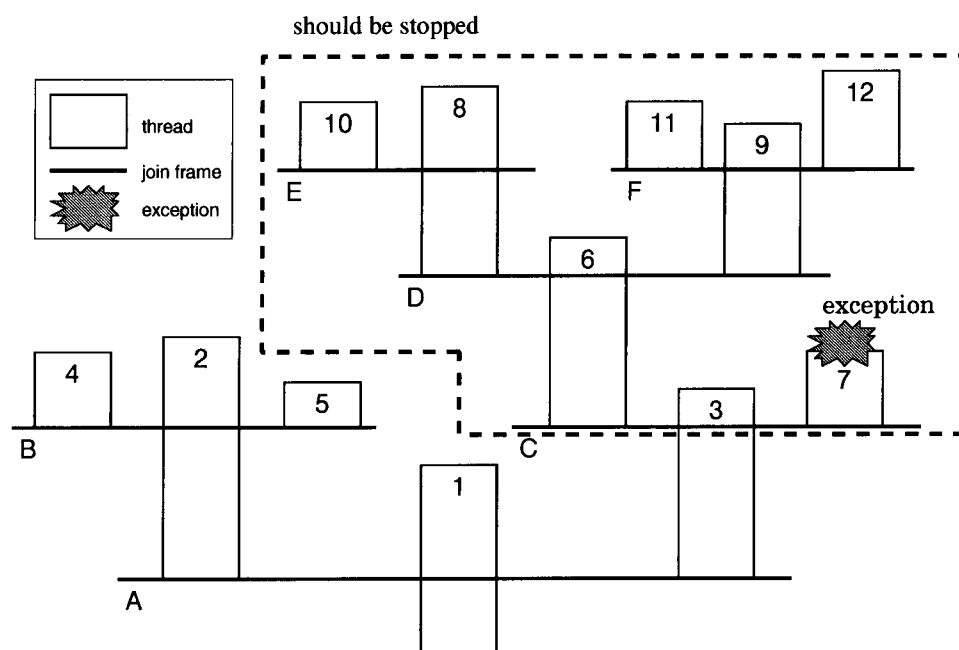 should be stopped
thread
join frame
exception
10
8
11
9
12
E
F
6
D
exception
7
4
2
5
3
B
C
1
A